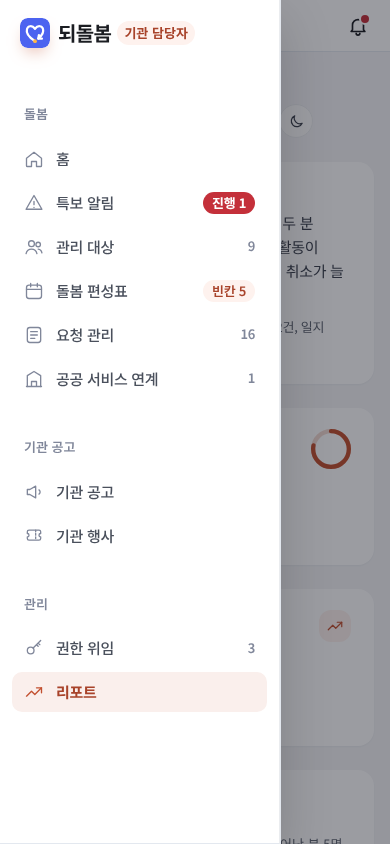 되돌봄 기관 담당자
돌봄
홈
특보 알림 진행 1
두 분
관리 대상 9
활동이
돌봄 편성표 빈칸 5
취소가 늘
요청 관리 16
건, 일지
공공 서비스 연계 1
기관 공고
기관 공고
기관 행사
관리
권한 위임 3
리포트